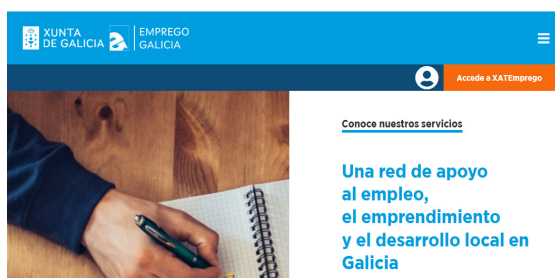 XUNTA
DE GALICIA
EMPREGO
GALICIA
Accede a XATEmprego
Conoce nuestros servicios
Una red de apoyo
al empleo,
el emprendimiento
y el desarrollo local en
Galicia